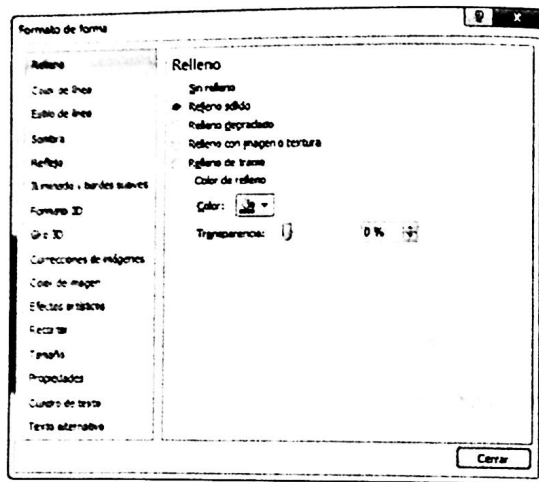 Formato de forma
Relleno
Color de línea
Estilo de línea
Sombra
Reflejo
Iluminado y bordes suaves
Formato 3D
Giro 3D
Correcciones de imágenes
Color de imagen
Efectos artísticos
Recortar
Tamaño
Propiedades
Cuadro de texto
Texto alternativo
Relleno
Sin relleno
Relleno sólido
Relleno degradado
Relleno con imagen o textura
Relleno de trama
Color de relleno
Color:
Transparencia: 0 %
Cerrar